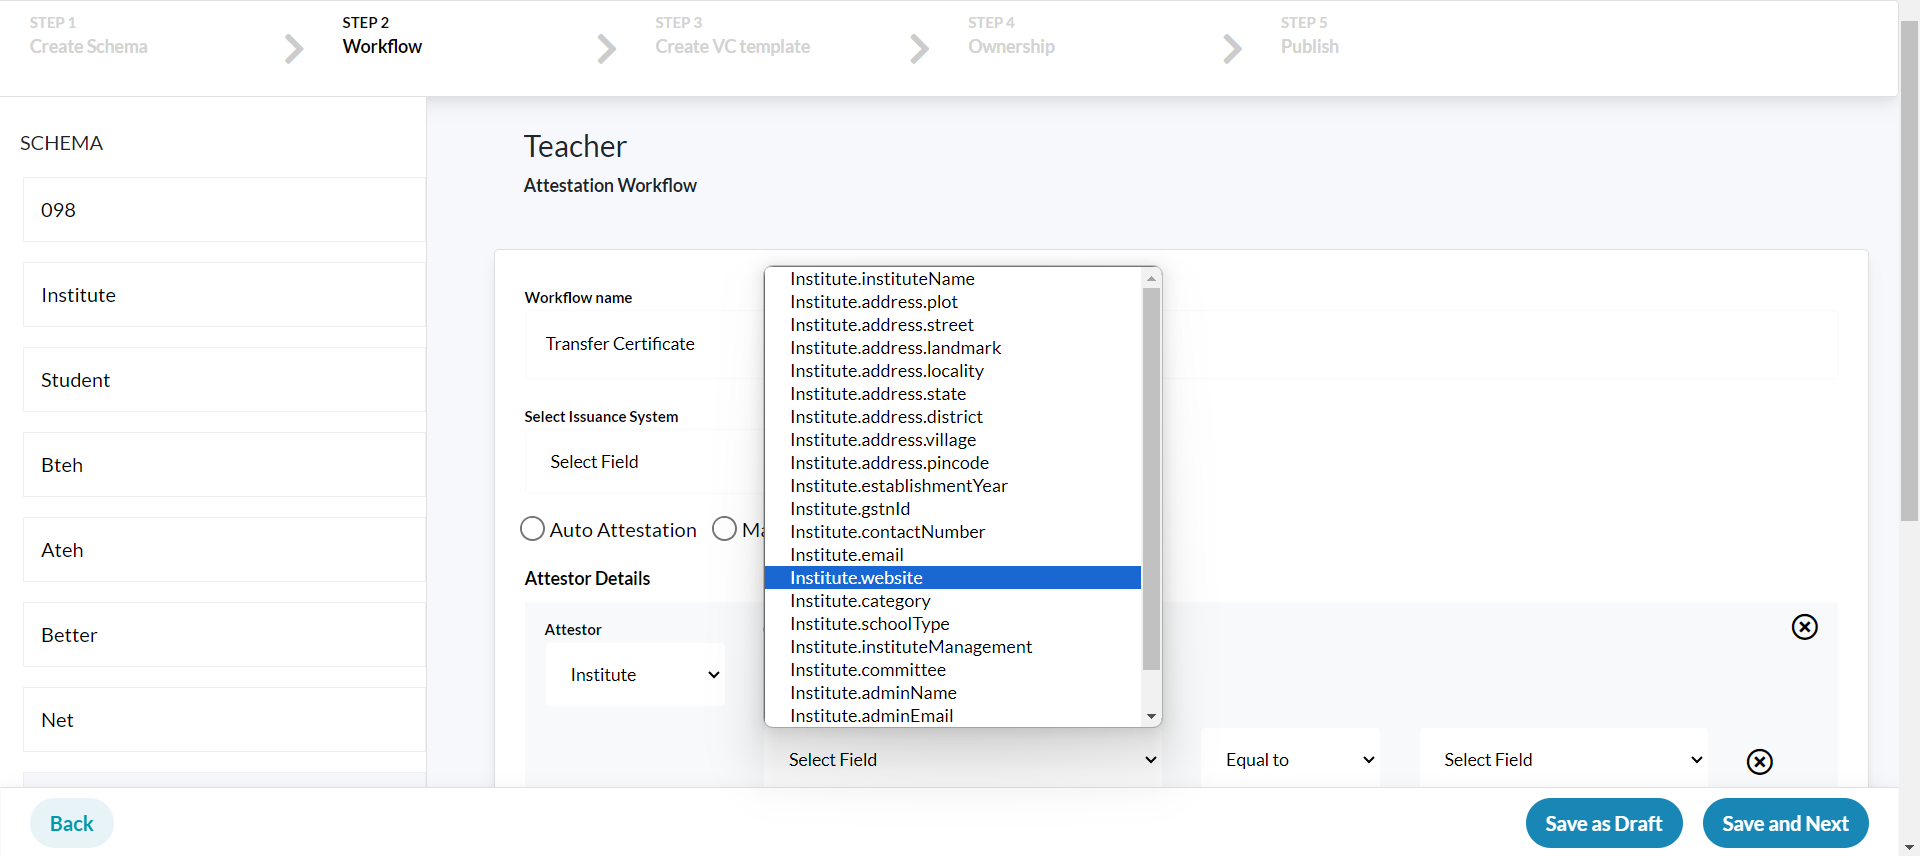 STEP 1
Create Schema
STEP 2
Workflow
STEP 3
Create VC template
STEP 4
Ownership
STEP 5
Publish
SCHEMA
098
Institute
Student
Bteh
Ateh
Better
Net
Teacher
Attestation Workflow
Workflow name
Transfer Certificate
Select Issuance System
Select Field
Auto Attestation
Ma
Attestor Details
Attestor
Institute
Institute.instituteName
Institute.address.plot
Institute.address.street
Institute.address.landmark
Institute.address.locality
Institute.address.state
Institute.address.district
Institute.address.village
Institute.address.pincode
Institute.establishmentYear
Institute.gstnId
Institute.contactNumber
Institute.email
Institute.website
Institute.category
Institute.schoolType
Institute.instituteManagement
Institute.committee
Institute.adminName
Institute.adminEmail
Select Field
Equal to
Select Field
Back
Save as Draft
Save and Next